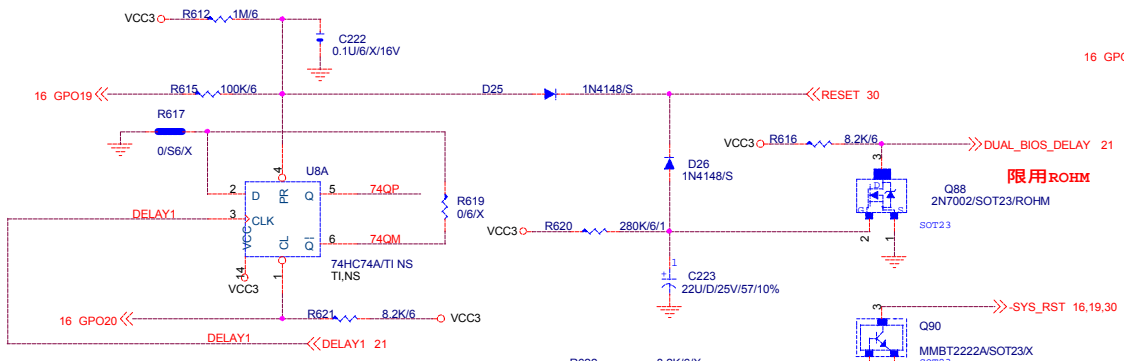 VCC3
R612
1M/6
C222
0.1U/6/X/16V
16 GPO
16 GPO19
R615
100K/6
D25
1N4148/S
RESET 30
R617
0/S6/X
VCC3
R616
8.2K/6
DUAL_BIOS_DELAY 21
限用ROHM
D26
1N4148/S
3
D
G
S
Q88
2N7002/SOT23/ROHM
SOT23
2
1
4
U8A
2
D
PR
Q
5
74QP
R619
0/6/X
DELAY1
3
CLK
VCC
CL
Q
6
74QM
VCC3
R620
280K/6/1
74HC74A/TI NS
TI,NS
14
VCC3
1
1
+
C223
22U/D/25V/57/10%
16 GPO20
R621
8.2K/6
VCC3
DELAY1
DELAY1 21
3
-SYS_RST 16,19,30
Q90
MMBT2222A/SOT23/X